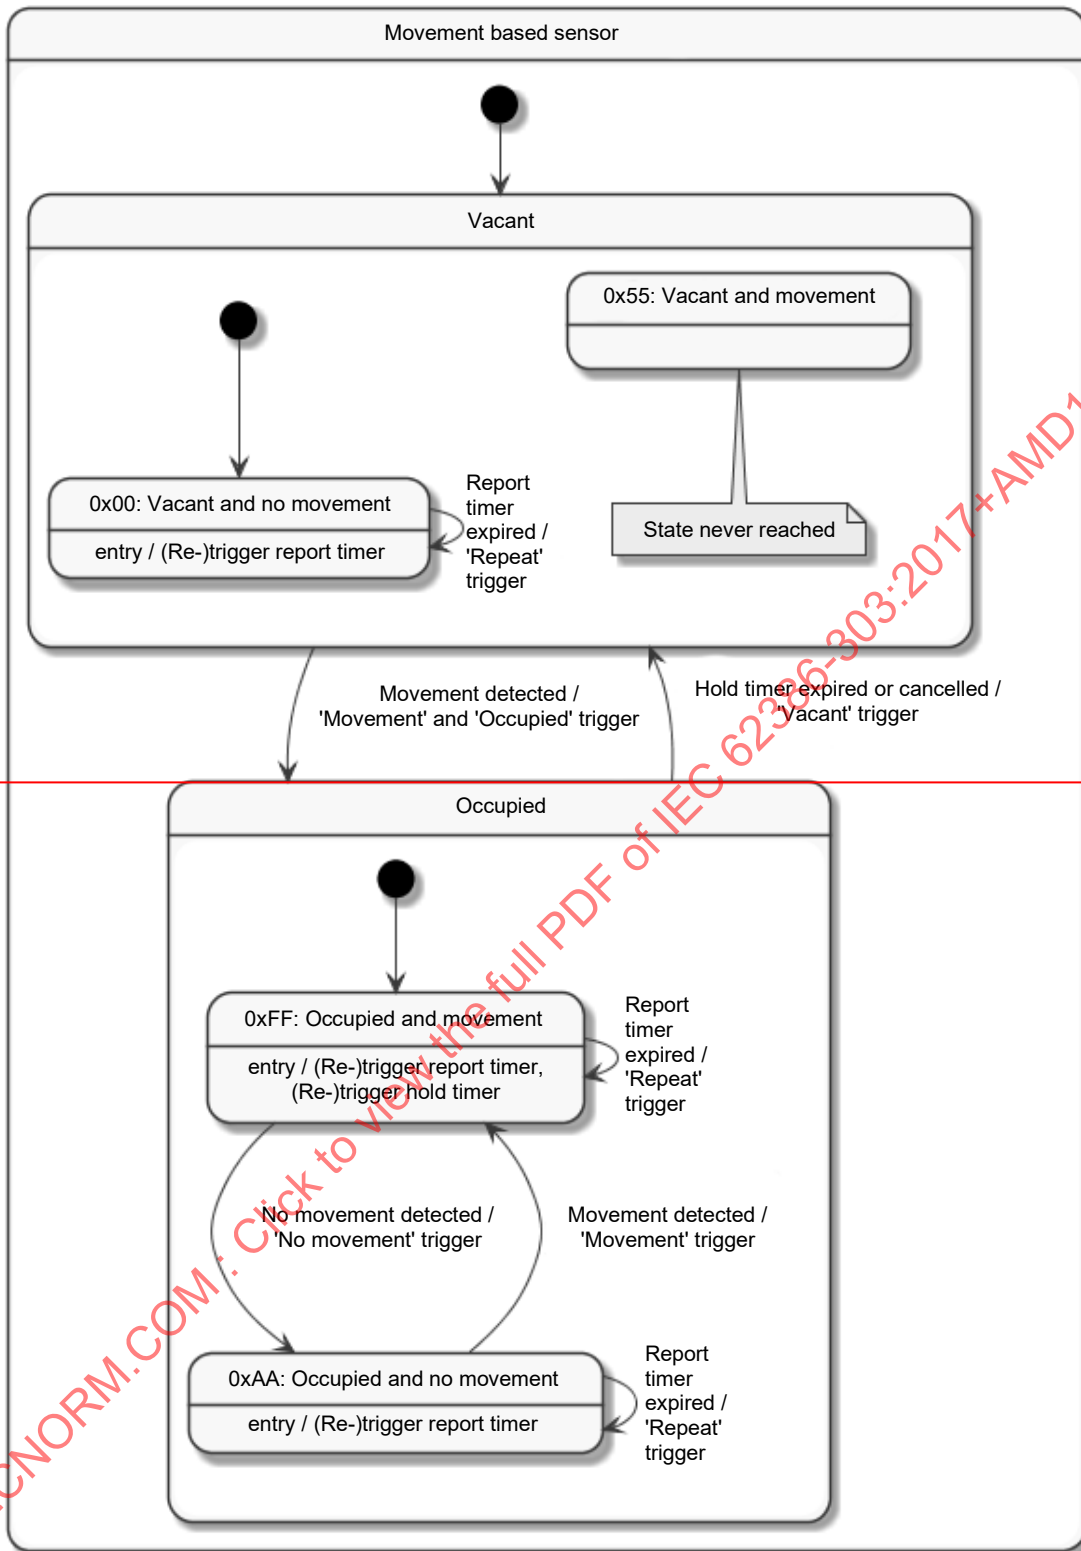 Movement based sensor
Vacant
0x55: Vacant and movement
0x00: Vacant and no movement
entry / (Re-)trigger report timer
Report
timer
expired /
'Repeat'
trigger
State never reached
Movement detected /
'Movement' and 'Occupied' trigger
Hold timer expired or cancelled /
'Vacant' trigger
Occupied
0xFF: Occupied and movement
entry / (Re-)trigger report timer,
(Re-)trigger hold timer
Report
timer
expired /
'Repeat'
trigger
No movement detected /
'No movement' trigger
Movement detected /
'Movement' trigger
0xAA: Occupied and no movement
entry / (Re-)trigger report timer
Report
timer
expired /
'Repeat'
trigger
CNORM.COM : Click to view the full PDF of IEC 62386-303:2017+AMD1